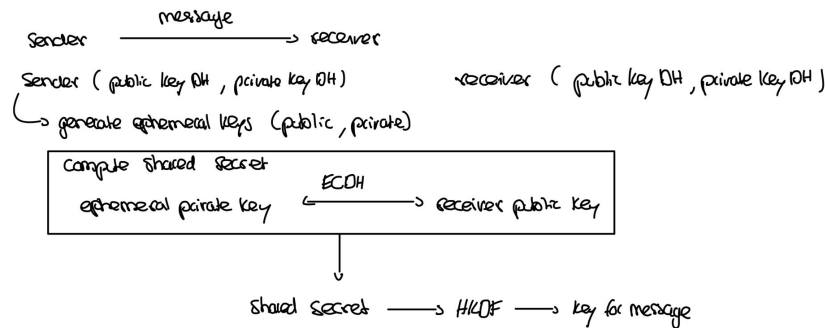 message
Sender receiver
Sender ( public key DH , private key DH ) receiver ( public key DH , private key DH )
generate ephemeral keys (public, private)
compute shared secret
ECDH
ephemeral private key receiver public key
shared secret HKDF key for message